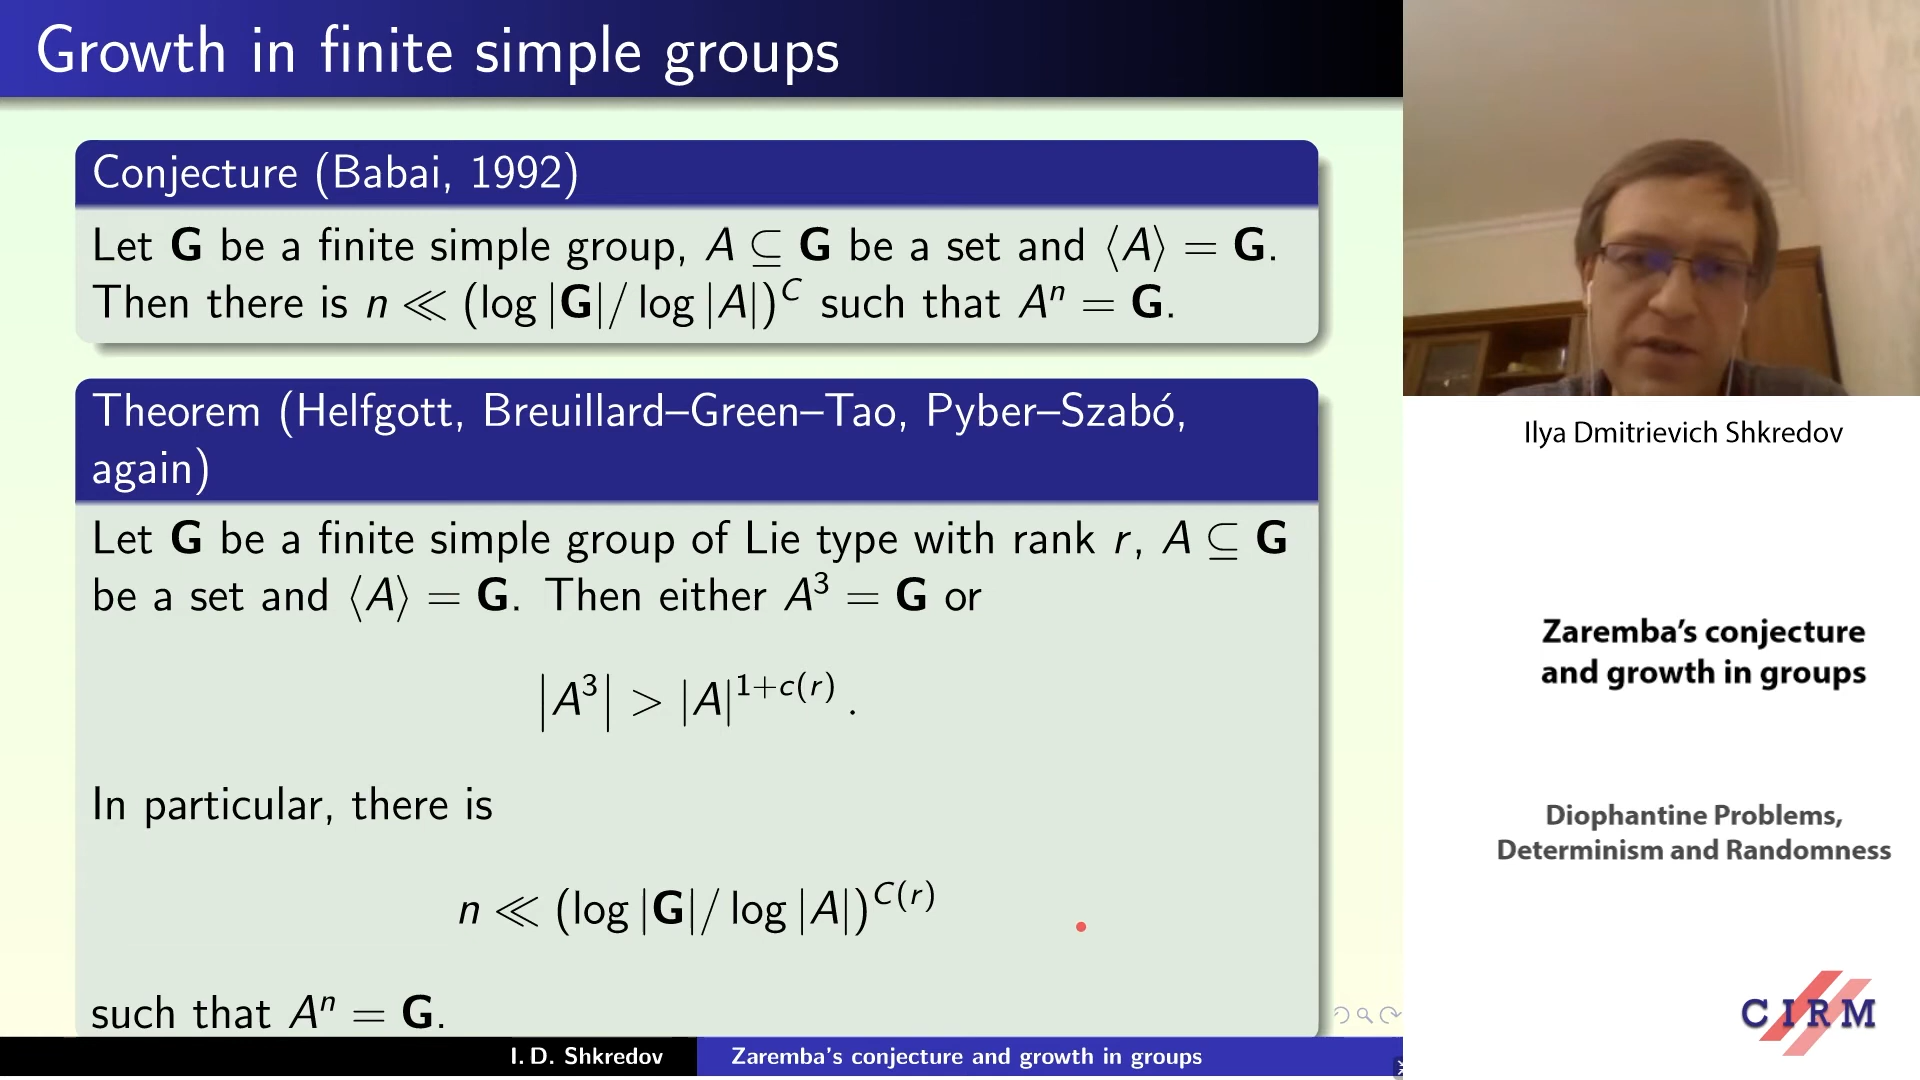 Growth in finite simple groups
Conjecture (Babai, 1992)
Let G be a finite simple group, A ⊆ G be a set and ⟨A⟩ = G.
Then there is n ≪ (log |G|/ log |A|)^C such that A^n = G.
Theorem (Helfgott, Breuillard–Green–Tao, Pyber–Szabó,
again)
Let G be a finite simple group of Lie type with rank r, A ⊆ G
be a set and ⟨A⟩ = G. Then either A^3 = G or
|A^3| > |A|^{1+c(r)} .
In particular, there is
n ≪ (log |G|/ log |A|)^{C(r)}
such that A^n = G.
I. D. Shkredov
Zaremba's conjecture and growth in groups
Ilya Dmitrievich Shkredov
Zaremba's conjecture
and growth in groups
Diophantine Problems,
Determinism and Randomness
CIRM